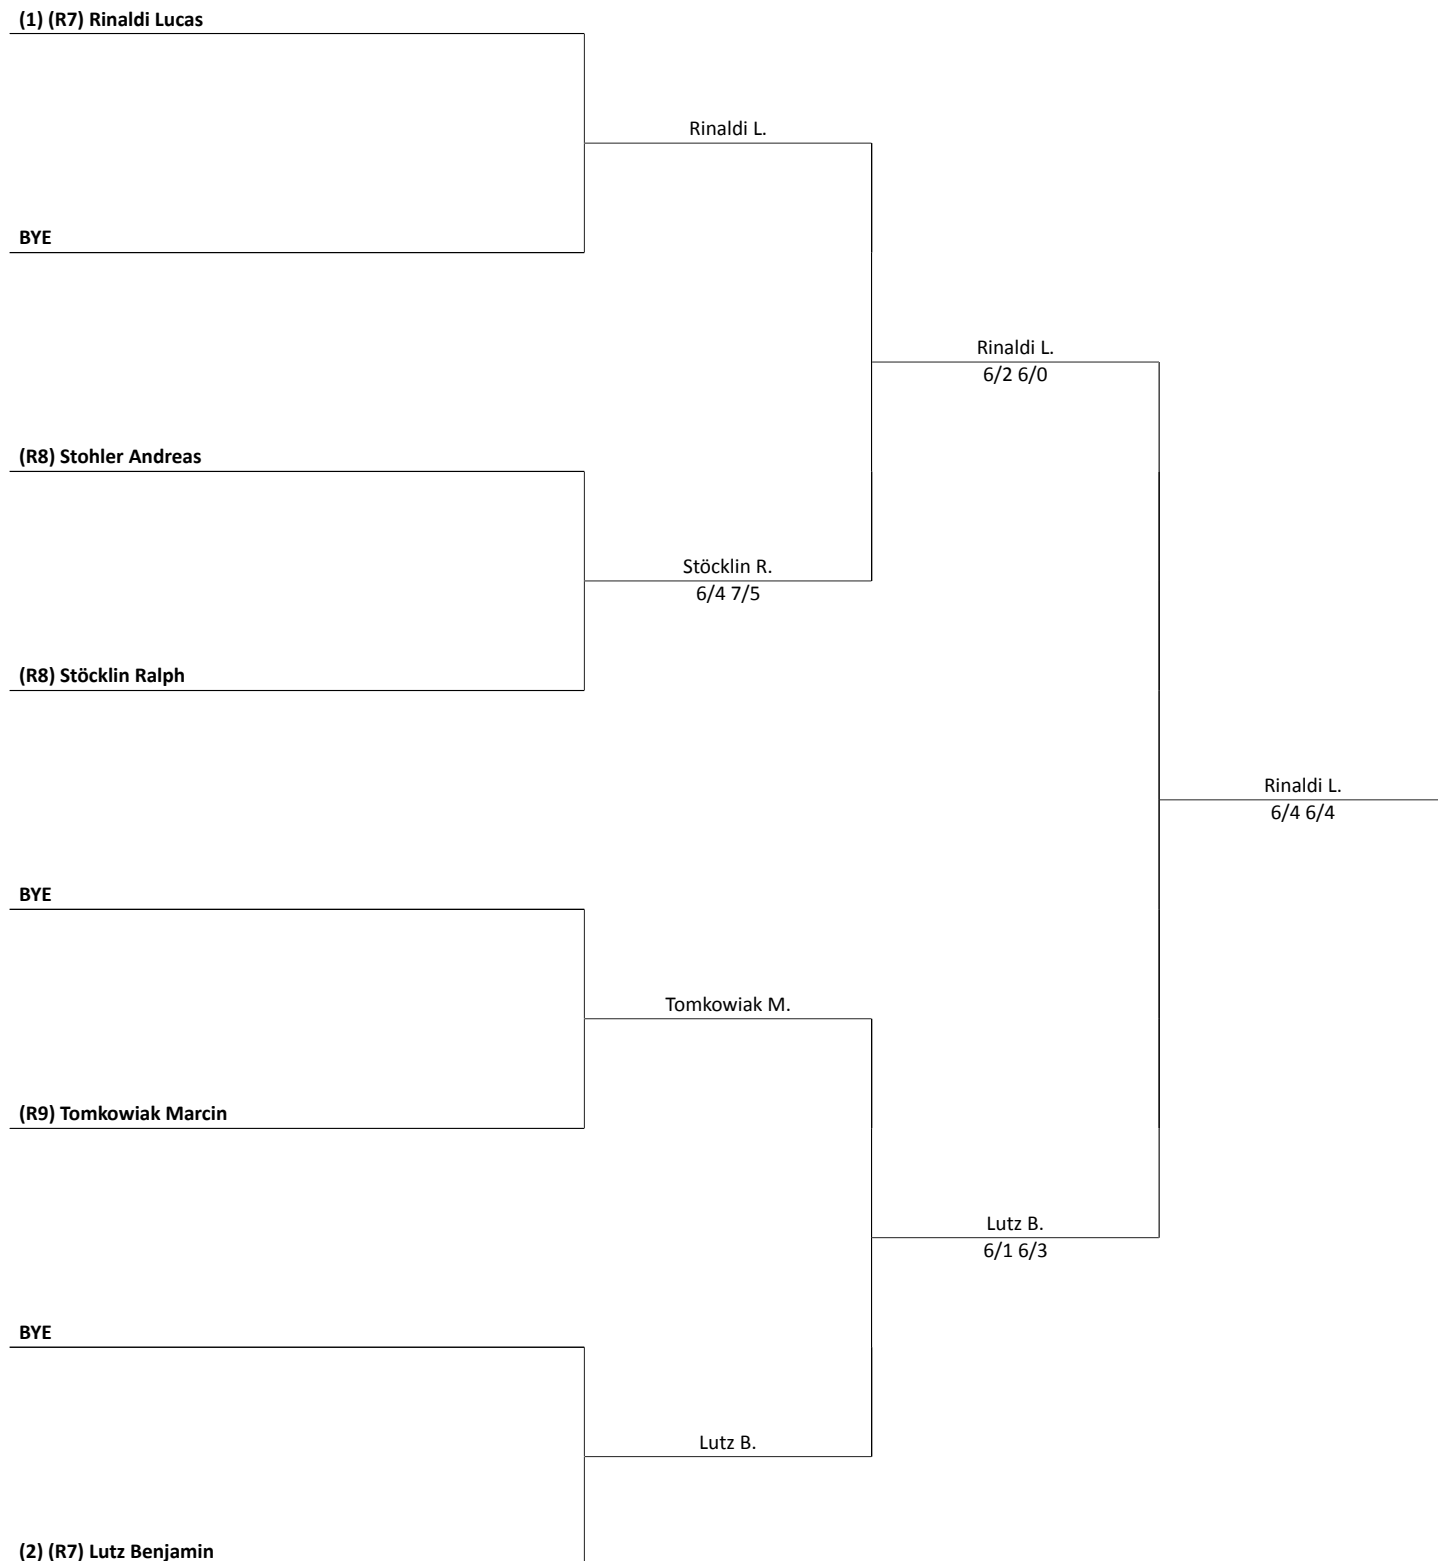 (1) (R7) Rinaldi Lucas
Rinaldi L.
BYE
Rinaldi L.
6/2 6/0
(R8) Stohler Andreas
Stöcklin R.
6/4 7/5
(R8) Stöcklin Ralph
Rinaldi L.
6/4 6/4
BYE
Tomkowiak M.
(R9) Tomkowiak Marcin
Lutz B.
6/1 6/3
BYE
Lutz B.
(2) (R7) Lutz Benjamin